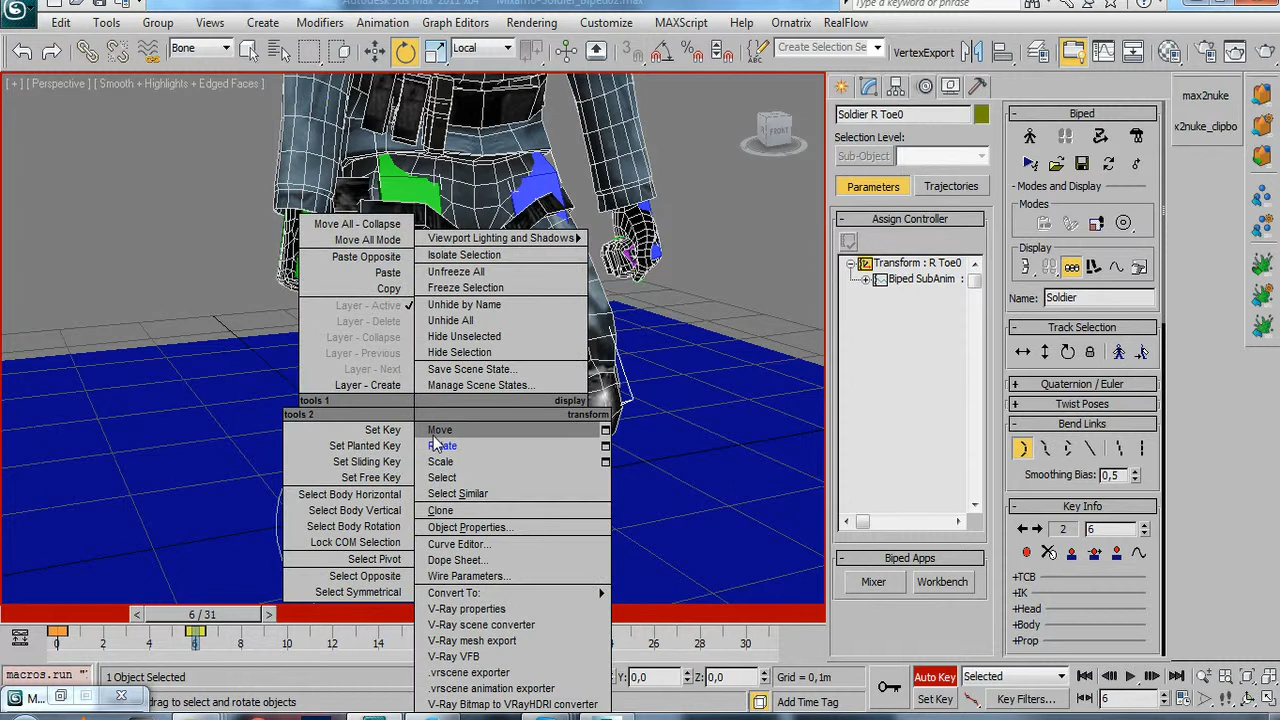 Edit
Tools
Group
Views
Create
Modifiers
Animation
Graph Editors
Rendering
Customize
MAXScript
Help
Ornatrix
RealFlow
Bone
Local
3
Create Selection Se
VertexExport
[ + ] [ Perspective ] [ Smooth + Highlights + Edged Faces ]
FRONT
Soldier R Toe0
Selection Level:
Sub-Object
Parameters
Trajectories
Assign Controller
Transform : R Toe0
Biped SubAnim :
Biped Apps
Mixer
Workbench
Biped
- Modes and Display
Modes
Display
Name: Soldier
Track Selection
Quaternion / Euler
Twist Poses
Bend Links
Smoothing Bias: 0,5
Key Info
2
6
+TCB
+IK
+Head
+Body
+Prop
max2nuke
x2nuke_clipbo
Move All - Collapse
Move All Mode
Paste Opposite
Paste
Copy
Layer - Active
Layer - Delete
Layer - Collapse
Layer - Previous
Layer - Next
Layer - Create
tools 1
Viewport Lighting and Shadows
Isolate Selection
Unfreeze All
Freeze Selection
Unhide by Name
Unhide All
Hide Unselected
Hide Selection
Save Scene State...
Manage Scene States...
display
tools 2
Set Key
Set Planted Key
Set Sliding Key
Set Free Key
Select Body Horizontal
Select Body Vertical
Select Body Rotation
Lock COM Selection
Select Pivot
Select Opposite
Select Symmetrical
transform
Move
Rotate
Scale
Select
Select Similar
Clone
Object Properties...
Curve Editor...
Dope Sheet...
Wire Parameters...
Convert To:
V-Ray properties
V-Ray scene converter
V-Ray mesh export
V-Ray VFB
.vrscene exporter
.vrscene animation exporter
V-Ray Bitmap to VRayHDRI converter
< 6 / 31 >
0 2 4 6 8 10 12 14 26 28 30
macros.run "
1 Object Selected
Y: 0,0
Z: 0,0
Grid = 0,1m
Auto Key
Selected
M...
drag to select and rotate objects
Add Time Tag
Set Key
Key Filters...
6